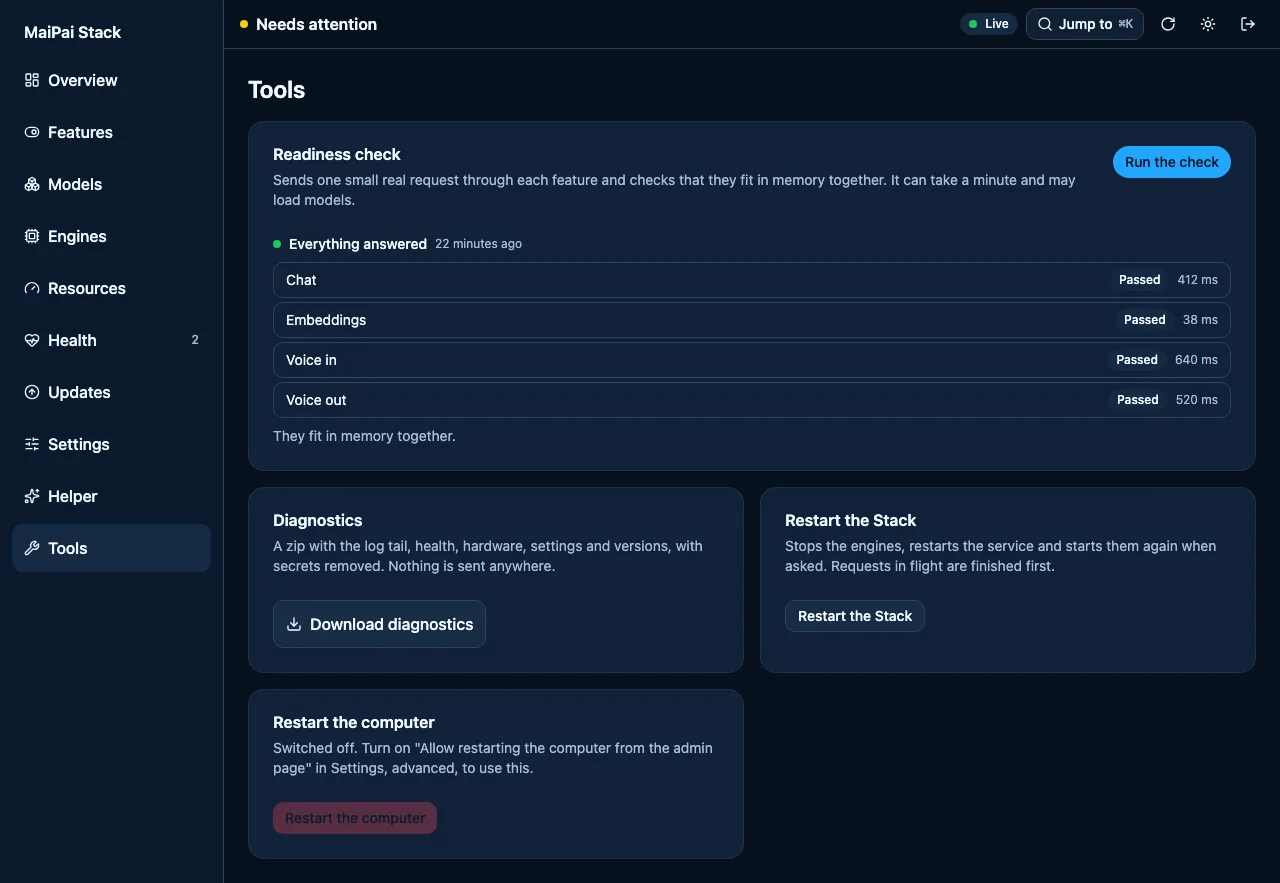 MaiPai Stack
Overview
Features
Models
Engines
Resources
Health 2
Updates
Settings
Helper
Tools
Needs attention
Live
Jump to ⌘K
Tools
Readiness check
Run the check
Sends one small real request through each feature and checks that they fit in memory together. It can take a minute and may
load models.
Everything answered 22 minutes ago
Chat Passed 412 ms
Embeddings Passed 38 ms
Voice in Passed 640 ms
Voice out Passed 520 ms
They fit in memory together.
Diagnostics
A zip with the log tail, health, hardware, settings and versions, with
secrets removed. Nothing is sent anywhere.
Download diagnostics
Restart the Stack
Stops the engines, restarts the service and starts them again when
asked. Requests in flight are finished first.
Restart the Stack
Restart the computer
Switched off. Turn on "Allow restarting the computer from the admin
page" in Settings, advanced, to use this.
Restart the computer